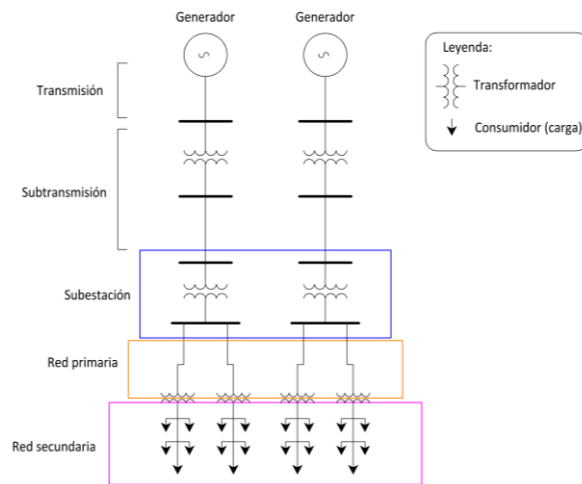 Generador
Generador
Leyenda:
Transmisión
Transformador
Consumidor (carga)
Subtransmisión
Subestación
Red primaria
Red secundaria